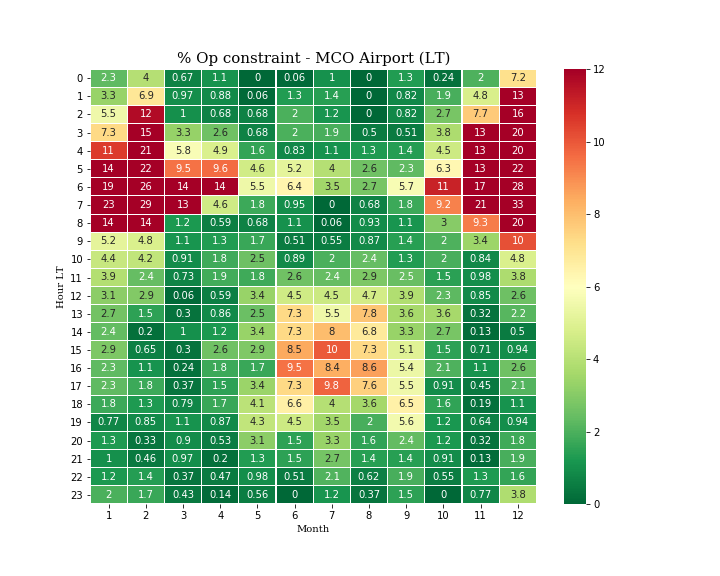 % Op constraint - MCO Airport (LT)
0 2.3 4 0.67 1.1 0 0.06 1 0 1.3 0.24 2 7.2
1 3.3 6.9 0.97 0.88 0.06 1.3 1.4 0 0.82 1.9 4.8 13
2 5.5 12 1 0.68 0.68 2 1.2 0 0.82 2.7 7.7 16
3 7.3 15 3.3 2.6 0.68 2 1.9 0.5 0.51 3.8 13 20
4 11 21 5.8 4.9 1.6 0.83 1.1 1.3 1.4 4.5 13 20
5 14 22 9.5 9.6 4.6 5.2 4 2.6 2.3 6.3 13 22
6 19 26 14 14 5.5 6.4 3.5 2.7 5.7 11 17 28
7 23 29 13 4.6 1.8 0.95 0 0.68 1.8 9.2 21 33
8 14 14 1.2 0.59 0.68 1.1 0.06 0.93 1.1 3 9.3 20
9 5.2 4.8 1.1 1.3 1.7 0.51 0.55 0.87 1.4 2 3.4 10
10 4.4 4.2 0.91 1.8 2.5 0.89 2 2.4 1.3 2 0.84 4.8
11 3.9 2.4 0.73 1.9 1.8 2.6 2.4 2.9 2.5 1.5 0.98 3.8
12 3.1 2.9 0.06 0.59 3.4 4.5 4.5 4.7 3.9 2.3 0.85 2.6
13 2.7 1.5 0.3 0.86 2.5 7.3 5.5 7.8 3.6 3.6 0.32 2.2
14 2.4 0.2 1 1.2 3.4 7.3 8 6.8 3.3 2.7 0.13 0.5
15 2.9 0.65 0.3 2.6 2.9 8.5 10 7.3 5.1 1.5 0.71 0.94
16 2.3 1.1 0.24 1.8 1.7 9.5 8.4 8.6 5.4 2.1 1.1 2.6
17 2.3 1.8 0.37 1.5 3.4 7.3 9.8 7.6 5.5 0.91 0.45 2.1
18 1.8 1.3 0.79 1.7 4.1 6.6 4 3.6 6.5 1.6 0.19 1.1
19 0.77 0.85 1.1 0.87 4.3 4.5 3.5 2 5.6 1.2 0.64 0.94
20 1.3 0.33 0.9 0.53 3.1 1.5 3.3 1.6 2.4 1.2 0.32 1.8
21 1 0.46 0.97 0.2 1.3 1.5 2.7 1.4 1.4 0.91 0.13 1.9
22 1.2 1.4 0.37 0.47 0.98 0.51 2.1 0.62 1.9 0.55 1.3 1.6
23 2 1.7 0.43 0.14 0.56 0 1.2 0.37 1.5 0 0.77 3.8
1 2 3 4 5 6 7 8 9 10 11 12
Month
Hour LT
12
10
8
6
4
2
0